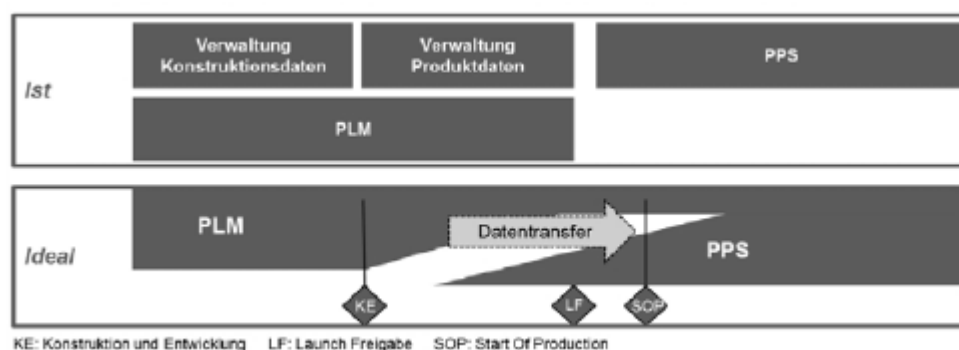 Ist
Verwaltung
Konstruktionsdaten
Verwaltung
Produktdaten
PPS
PLM
Ideal
PLM
Datentransfer
PPS
KE
LF
SOP
KE: Konstruktion und Entwicklung LF: Launch Freigabe SOP: Start Of Production